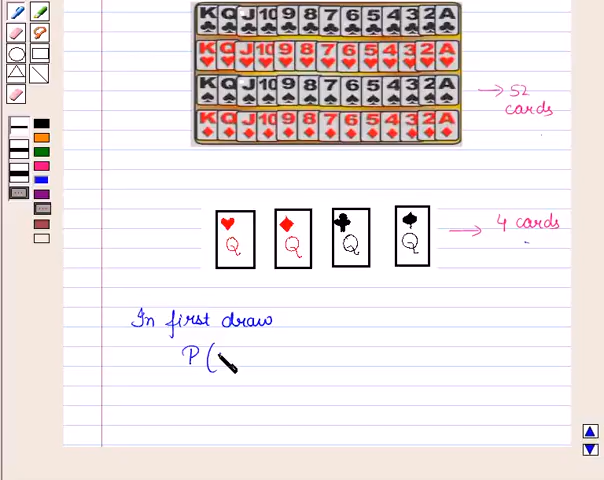 K Q J 10 9 8 7 6 5 4 3 2 A
K Q J 10 9 8 7 6 5 4 3 2 A
K Q J 10 9 8 7 6 5 4 3 2 A
K Q J 10 9 8 7 6 5 4 3 2 A
→ 52
cards
Q Q Q Q → 4 cards
In first draw
P (